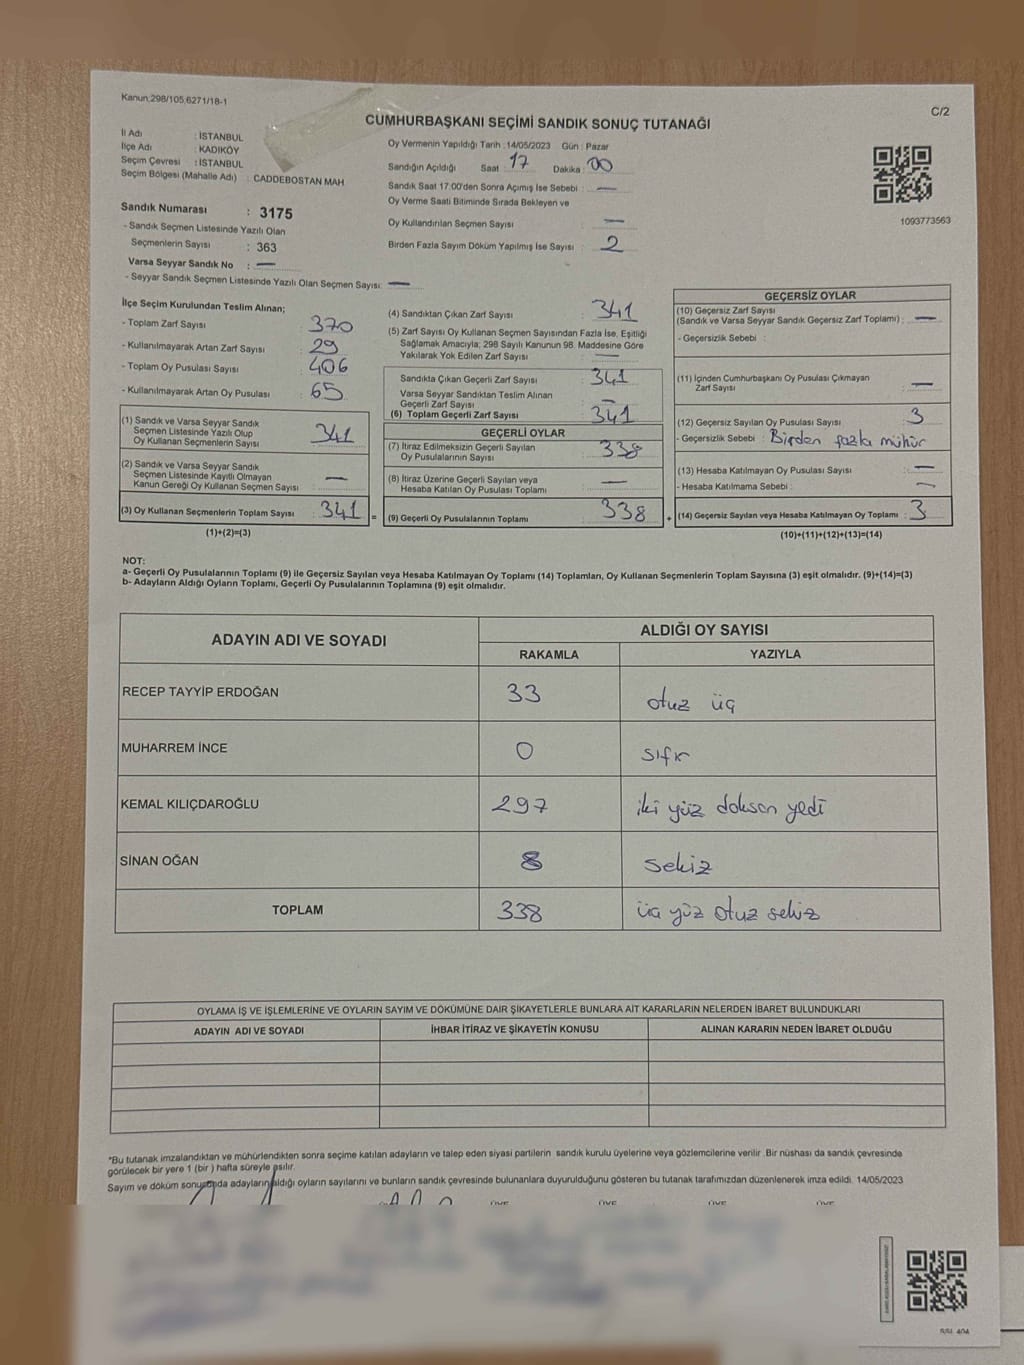 Kanun:298/105,6271/18-1
C/2
CUMHURBAŞKANI SEÇİMİ SANDIK SONUÇ TUTANAĞI
İl Adı : İSTANBUL
İlçe Adı : KADIKÖY
Seçim Çevresi : İSTANBUL
Seçim Bölgesi (Mahalle Adı) : CADDEBOSTAN MAH
Oy Vermenin Yapıldığı Tarih :14/05/2023 Gün : Pazar
Sandığın Açıldığı Saat 17 Dakika : 00
Sandık Saat 17:00'den Sonra Açımış İse Sebebi : —
Oy Verme Saati Bitiminde Sırada Bekleyen ve
Oy Kullandırılan Seçmen Sayısı : —
Birden Fazla Sayım Döküm Yapılmış İse Sayısı : 2
1093773563
Sandık Numarası : 3175
- Sandık Seçmen Listesinde Yazılı Olan
Seçmenlerin Sayısı : 363
Varsa Seyyar Sandık No : —
- Seyyar Sandık Seçmen Listesinde Yazılı Olan Seçmen Sayısı: —
İlçe Seçim Kurulundan Teslim Alınan;
- Toplam Zarf Sayısı : 370
- Kullanılmayarak Artan Zarf Sayısı : 29
- Toplam Oy Pusulası Sayısı : 406
- Kullanılmayarak Artan Oy Pusulası : 65
(1) Sandık ve Varsa Seyyar Sandık
Seçmen Listesinde Yazılı Olup
Oy Kullanan Seçmenlerin Sayısı : 341
(2) Sandık ve Varsa Seyyar Sandık
Seçmen Listesinde Kayıtlı Olmayan
Kanun Gereği Oy Kullanan Seçmen Sayısı : —
(3) Oy Kullanan Seçmenlerin Toplam Sayısı : 341 =
(1)+(2)=(3)
(4) Sandıktan Çıkan Zarf Sayısı : 341
(5) Zarf Sayısı Oy Kullanan Seçmen Sayısından Fazla İse, Eşitliği
Sağlamak Amacıyla; 298 Sayılı Kanunun 98. Maddesine Göre
Yakılarak Yok Edilen Zarf Sayısı : —
Sandıkta Çıkan Geçerli Zarf Sayısı : 341
Varsa Seyyar Sandıktan Teslim Alınan
Geçerli Zarf Sayısı : —
(6) Toplam Geçerli Zarf Sayısı : 341
GEÇERLİ OYLAR
(7) İtiraz Edilmeksizin Geçerli Sayılan
Oy Pusulalarının Sayısı : 338
(8) İtiraz Üzerine Geçerli Sayılan veya
Hesaba Katılan Oy Pusulası Toplamı : —
(9) Geçerli Oy Pusulalarının Toplamı : 338 +
GEÇERSİZ OYLAR
(10) Geçersiz Zarf Sayısı
(Sandık ve Varsa Seyyar Sandık Geçersiz Zarf Toplamı) : —
- Geçersizlik Sebebi :
(11) İçinden Cumhurbaşkanı Oy Pusulası Çıkmayan
Zarf Sayısı : —
(12) Geçersiz Sayılan Oy Pusulası Sayısı : 3
- Geçersizlik Sebebi : Birden fazla mühür
(13) Hesaba Katılmayan Oy Pusulası Sayısı : —
- Hesaba Katılmama Sebebi : —
(14) Geçersiz Sayılan veya Hesaba Katılmayan Oy Toplamı : 3
(10)+(11)+(12)+(13)=(14)
NOT:
a- Geçerli Oy Pusulalarının Toplamı (9) ile Geçersiz Sayılan veya Hesaba Katılmayan Oy Toplamı (14) Toplamları, Oy Kullanan Seçmenlerin Toplam Sayısına (3) eşit olmalıdır. (9)+(14)=(3)
b- Adayların Aldığı Oyların Toplamı, Geçerli Oy Pusulalarının Toplamına (9) eşit olmalıdır.
ADAYIN ADI VE SOYADI
ALDIĞI OY SAYISI
RAKAMLA YAZIYLA
RECEP TAYYİP ERDOĞAN 33 otuz üç
MUHARREM İNCE 0 sıfır
KEMAL KILIÇDAROĞLU 297 iki yüz doksan yedi
SİNAN OĞAN 8 sekiz
TOPLAM 338 üç yüz otuz sekiz
OYLAMA İŞ VE İŞLEMLERİNE VE OYLARIN SAYIM VE DÖKÜMÜNE DAİR ŞİKAYETLERLE BUNLARA AİT KARARLARIN NELERDEN İBARET BULUNDUKLARI
ADAYIN ADI VE SOYADI İHBAR İTİRAZ VE ŞİKAYETİN KONUSU ALINAN KARARIN NEDEN İBARET OLDUĞU
*Bu tutanak imzalandıktan ve mühürlendikten sonra seçime katılan adayların ve talep eden siyasi partilerin sandık kurulu üyelerine veya gözlemcilerine verilir .Bir nüshası da sandık çevresinde
görülecek bir yere 1 (bir ) hafta süreyle asılır.
Sayım ve döküm sonucunda adayların aldığı oyların sayılarını ve bunların sandık çevresinde bulunanlara duyurulduğunu gösteren bu tutanak tarafımızdan düzenlenerek imza edildi. 14/05/2023
ÜYE ÜYE ÜYE ÜYE